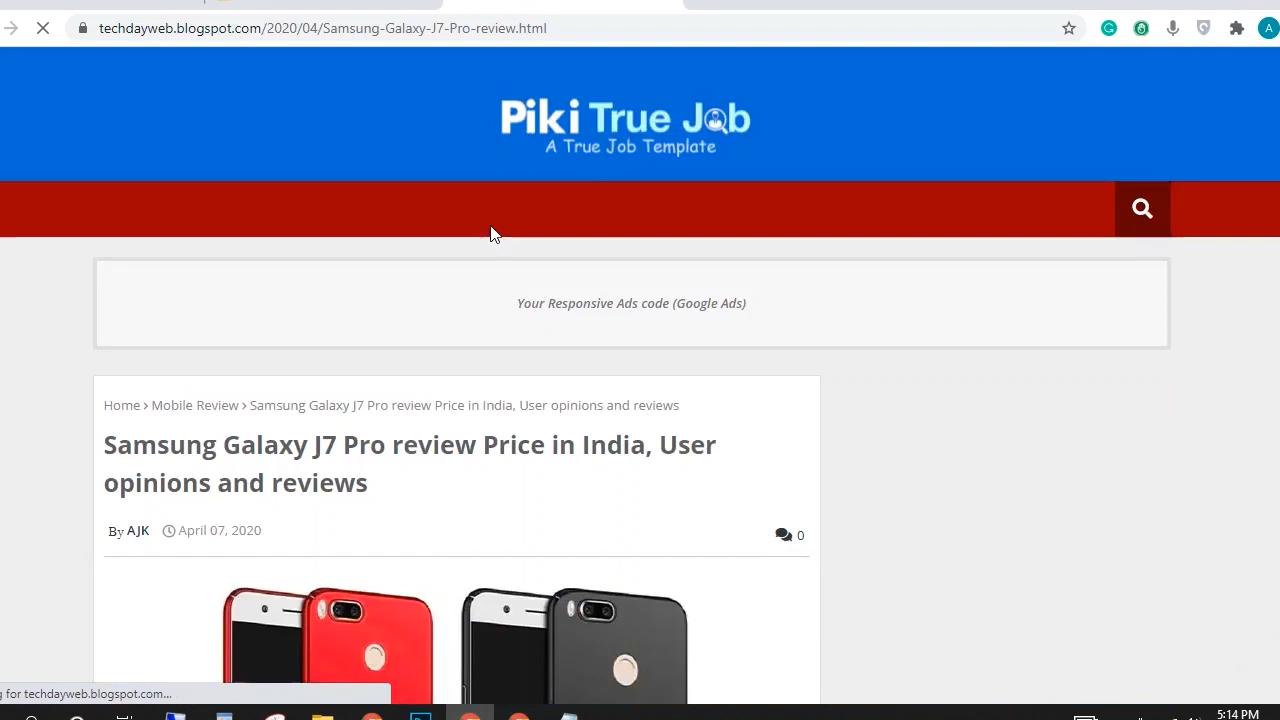 techdayweb.blogspot.com/2020/04/Samsung-Galaxy-J7-Pro-review.html
A
Piki True Job
A True Job Template
Your Responsive Ads code (Google Ads)
Home › Mobile Review › Samsung Galaxy J7 Pro review Price in India, User opinions and reviews
Samsung Galaxy J7 Pro review Price in India, User
opinions and reviews
By AJK April 07, 2020
0
g for techdayweb.blogspot.com...
5:14 PM